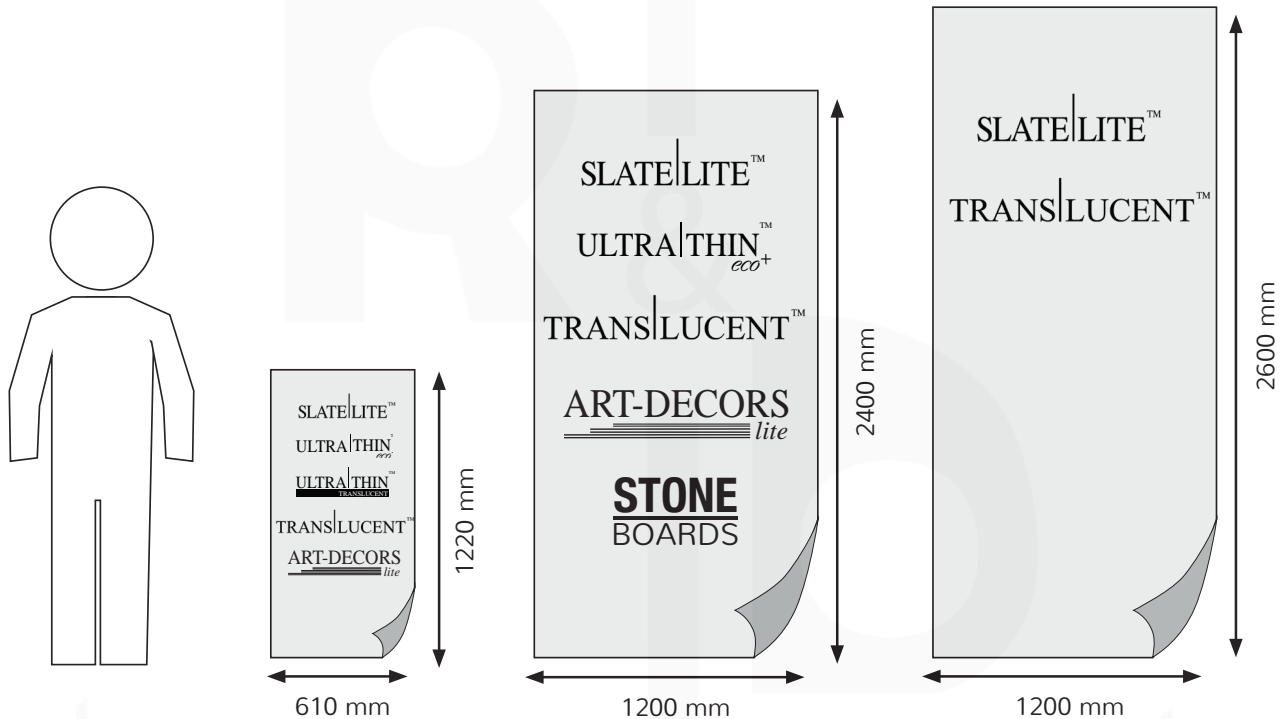 SLATE|LITE™
ULTRA|THIN™
eco+
ULTRA|THIN™
TRANSLUCENT
TRANS|LUCENT™
ART-DECORS
lite
1220 mm
610 mm
SLATE|LITE™
ULTRA|THIN™
eco+
TRANS|LUCENT™
ART-DECORS
lite
STONE
BOARDS
2400 mm
1200 mm
SLATE|LITE™
TRANS|LUCENT™
2600 mm
1200 mm
R&D